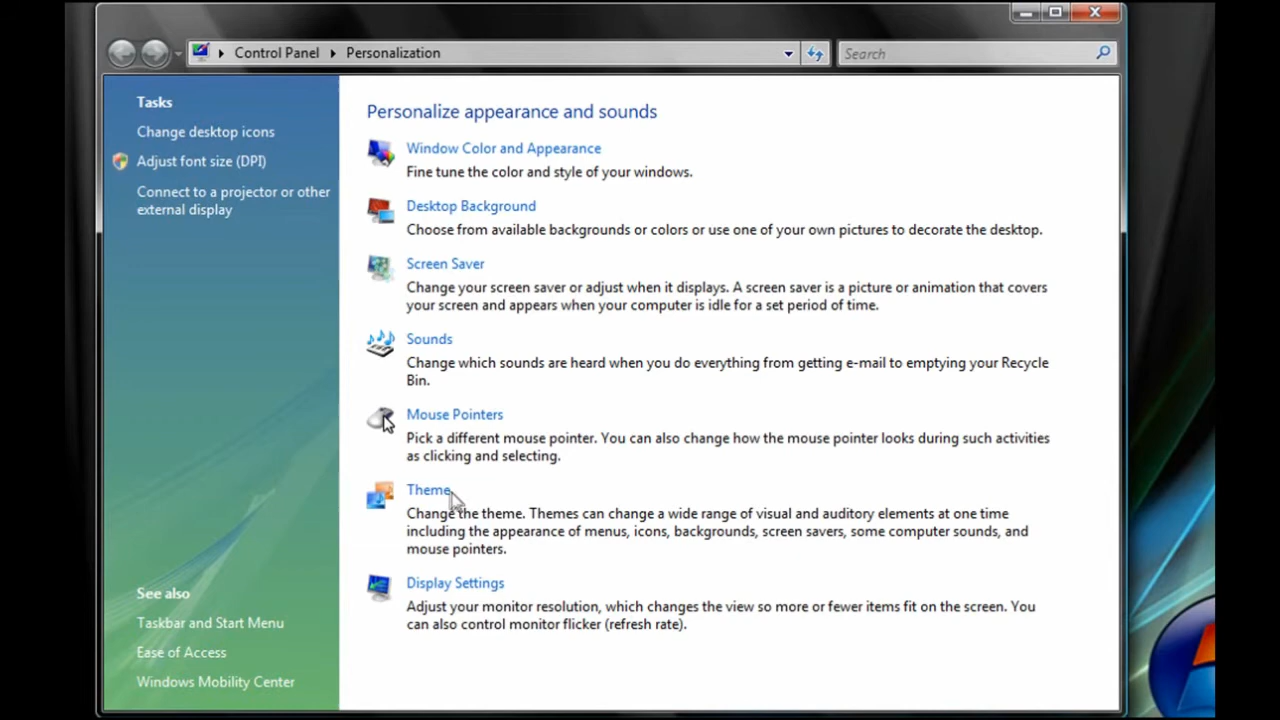 Control Panel
Personalization
Search
Tasks
Change desktop icons
Adjust font size (DPI)
Connect to a projector or other
external display
See also
Taskbar and Start Menu
Ease of Access
Windows Mobility Center
Personalize appearance and sounds
Window Color and Appearance
Fine tune the color and style of your windows.
Desktop Background
Choose from available backgrounds or colors or use one of your own pictures to decorate the desktop.
Screen Saver
Change your screen saver or adjust when it displays. A screen saver is a picture or animation that covers
your screen and appears when your computer is idle for a set period of time.
Sounds
Change which sounds are heard when you do everything from getting e-mail to emptying your Recycle
Bin.
Mouse Pointers
Pick a different mouse pointer. You can also change how the mouse pointer looks during such activities
as clicking and selecting.
Theme
Change the theme. Themes can change a wide range of visual and auditory elements at one time
including the appearance of menus, icons, backgrounds, screen savers, some computer sounds, and
mouse pointers.
Display Settings
Adjust your monitor resolution, which changes the view so more or fewer items fit on the screen. You
can also control monitor flicker (refresh rate).